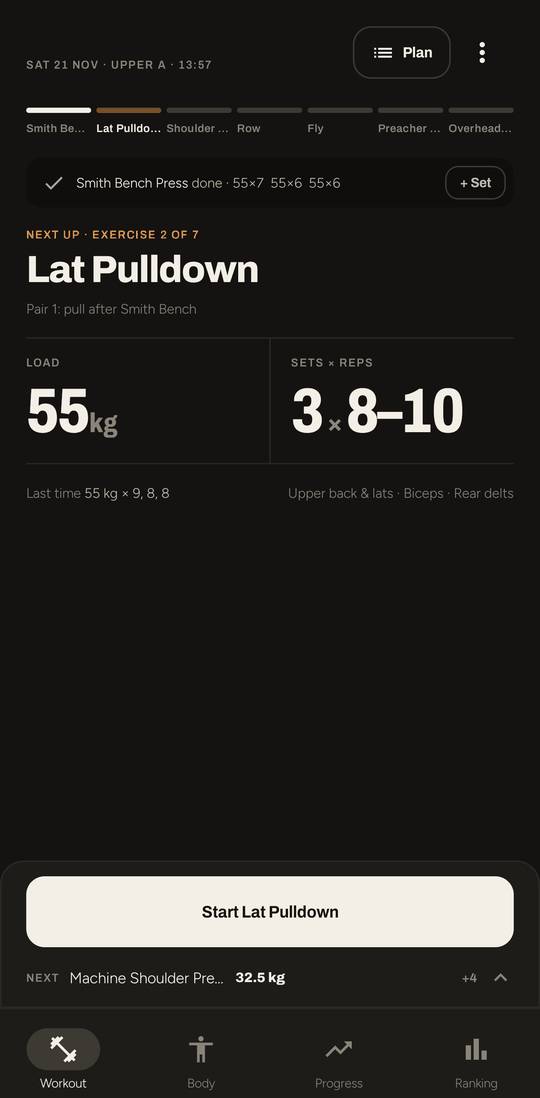 SAT 21 NOV · UPPER A · 13:57
Plan
Smith Be... Lat Pulldo... Shoulder ... Row Fly Preacher ... Overhead...
Smith Bench Press done · 55×7 55×6 55×6
+ Set
NEXT UP · EXERCISE 2 OF 7
Lat Pulldown
Pair 1: pull after Smith Bench
LOAD
55kg
SETS × REPS
3 × 8–10
Last time 55 kg × 9, 8, 8
Upper back & lats · Biceps · Rear delts
Start Lat Pulldown
NEXT Machine Shoulder Pre... 32.5 kg +4
Workout Body Progress Ranking